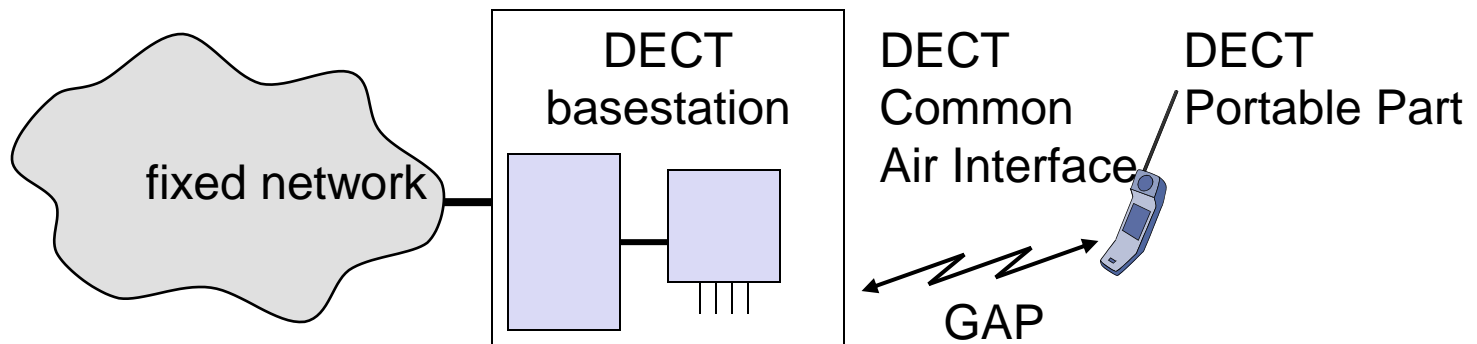 fixed network
DECT
basestation
DECT
Common
Air Interface
DECT
Portable Part
GAP